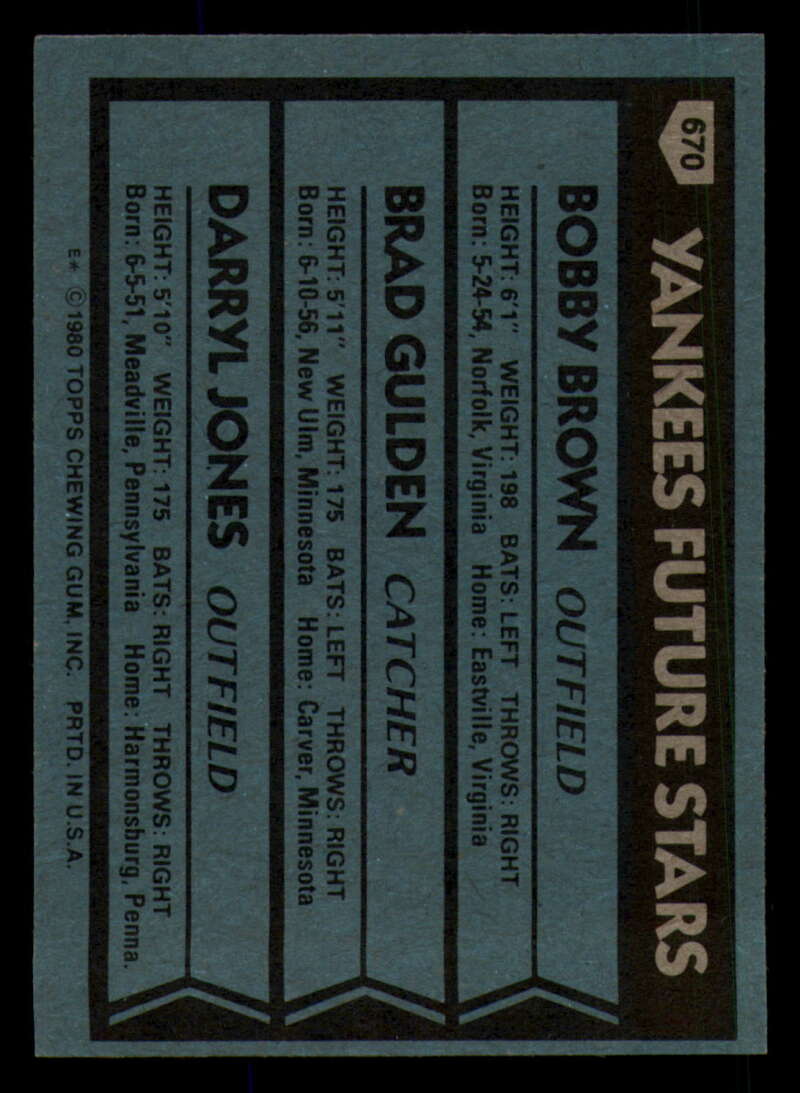 670
YANKEES FUTURE STARS
BOBBY BROWN OUTFIELD
HEIGHT: 6'1" WEIGHT: 198 BATS: LEFT THROWS: RIGHT
Born: 5-24-54, Norfolk, Virginia Home: Eastville, Virginia
BRAD GULDEN CATCHER
HEIGHT: 5'11" WEIGHT: 175 BATS: LEFT THROWS: RIGHT
Born: 6-10-56, New Ulm, Minnesota Home: Carver, Minnesota
DARRYL JONES OUTFIELD
HEIGHT: 5'10" WEIGHT: 175 BATS: RIGHT THROWS: RIGHT
Born: 6-5-51, Meadville, Pennsylvania Home: Harmonsburg, Penna.
E* ©1980 TOPPS CHEWING GUM, INC. PRTD. IN U.S.A.